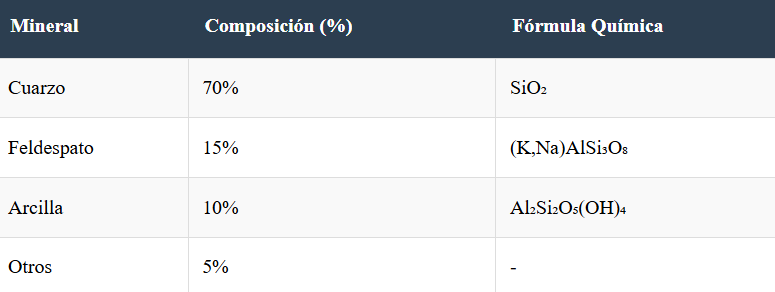 Mineral Composición (%) Fórmula Química
Cuarzo 70% SiO₂
Feldespato 15% (K,Na)AlSi₃O₈
Arcilla 10% Al₂Si₂O₅(OH)₄
Otros 5% -